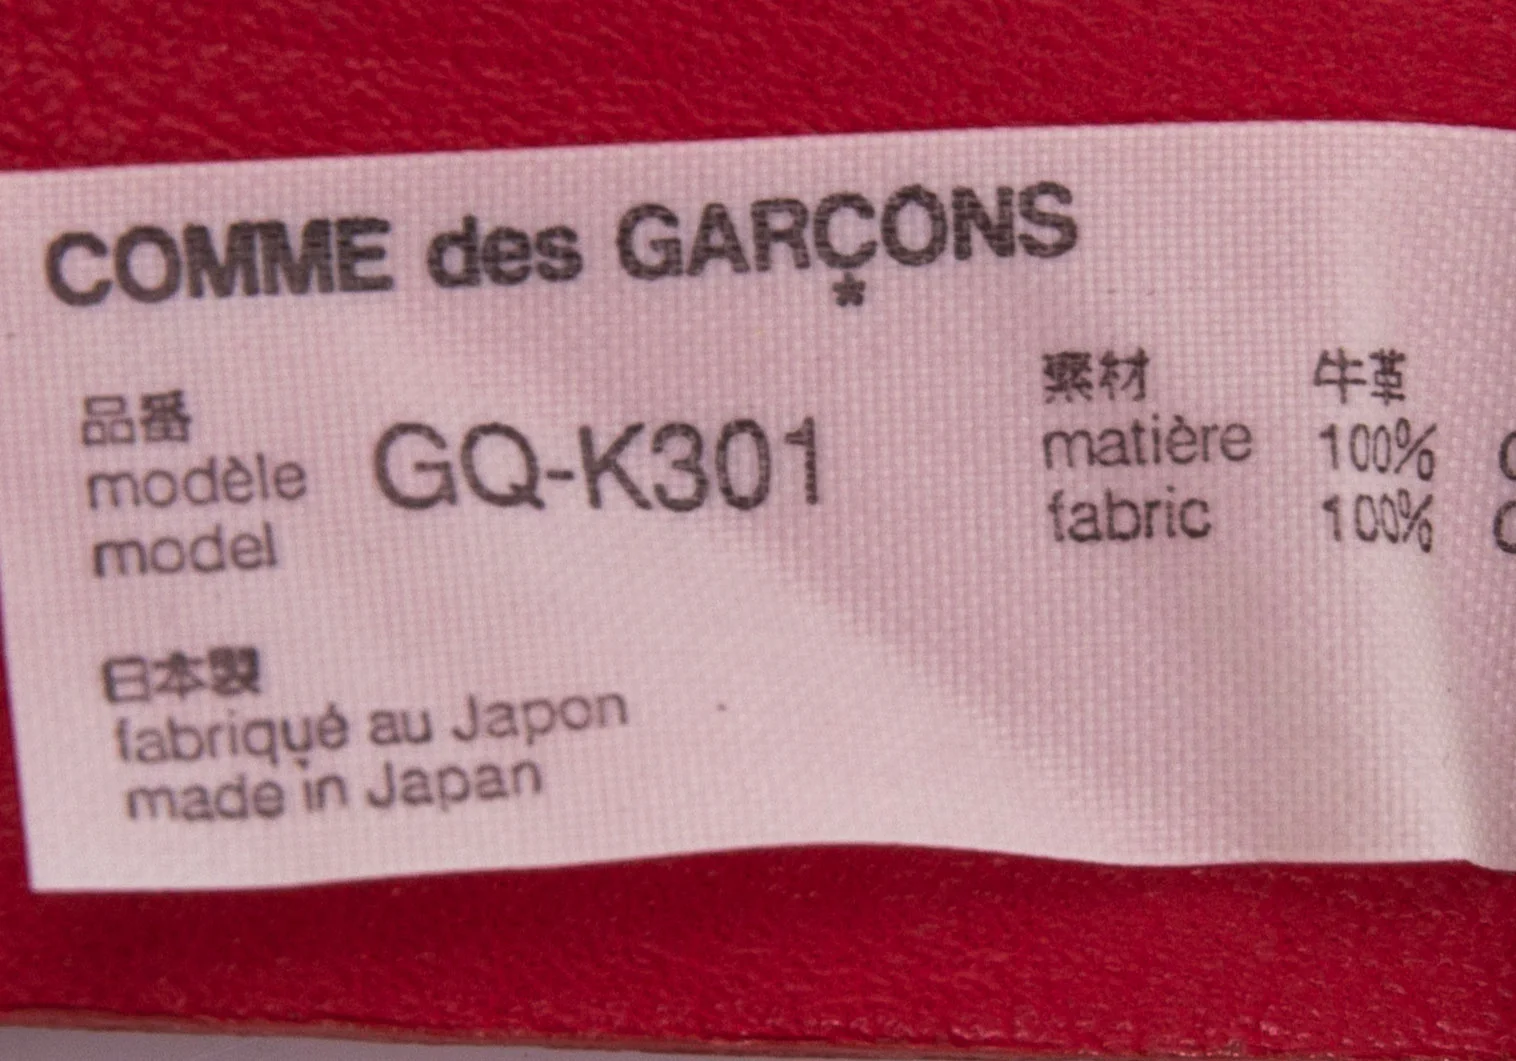 COMME des GARÇONS
*
品番
modèle GQ-K301
model
素材 牛革
matière 100%
fabric 100%
日本製
fabriqué au Japon
made in Japan